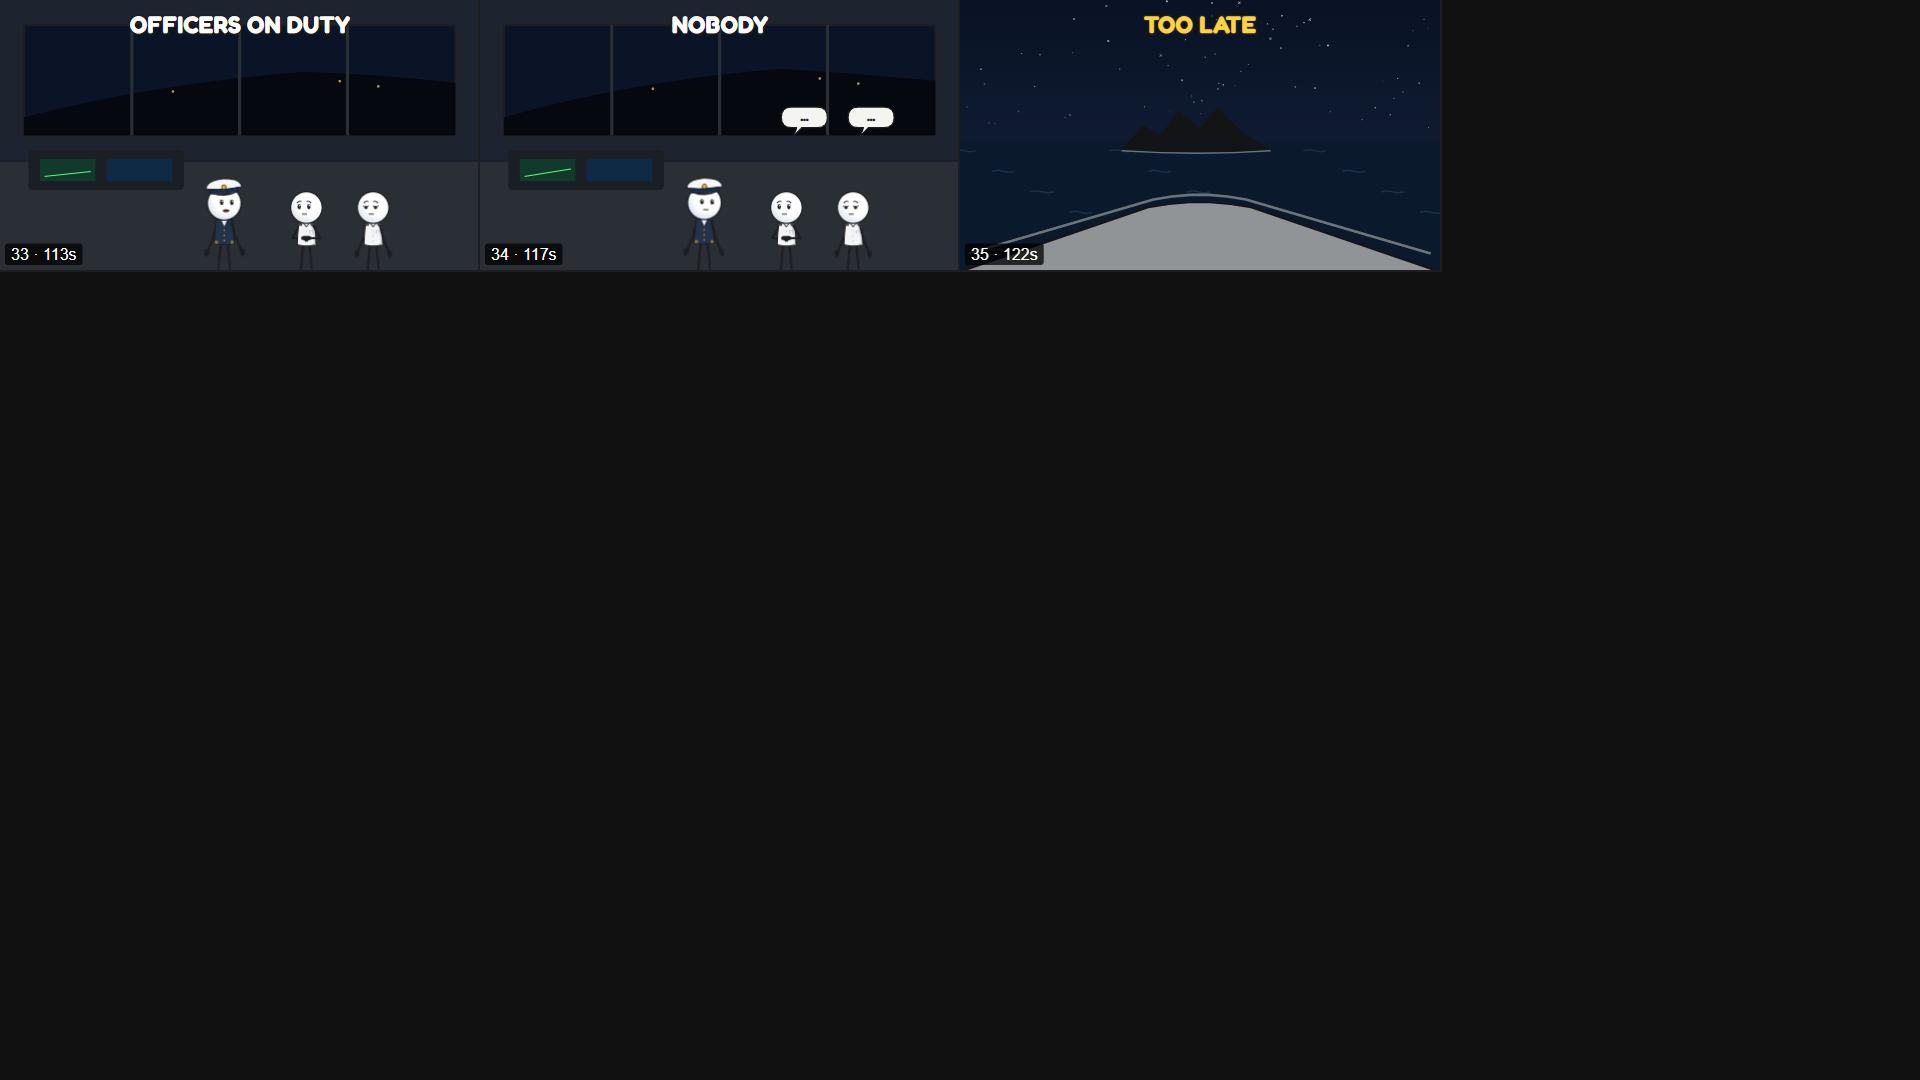 OFFICERS ON DUTY
33 · 113s
NOBODY
...
...
34 · 117s
TOO LATE
35 · 122s